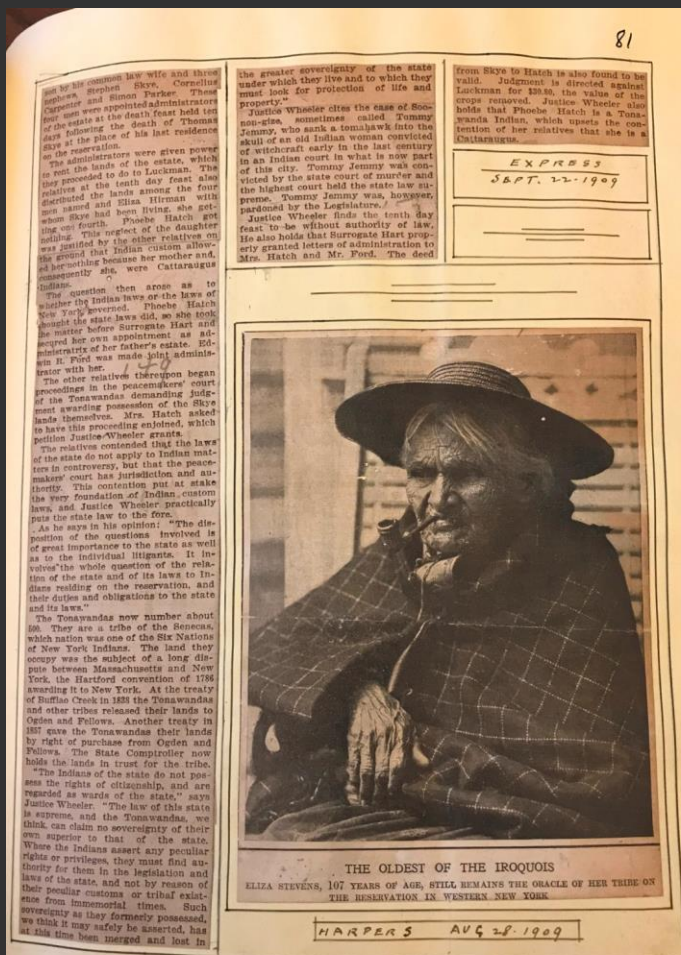 81
son by his common law wife and three
nephews, Stephen Skye, Cornelius
Carpenter and Simon Parker. These
four men were appointed administrators
of the estate at the death feast held ten
days following the death of Thomas
Skye at the place of his last residence
on the reservation.
The administrators were given power
to rent the lands of the estate, which
they proceeded to do to Luckman. The
relatives at the tenth day feast also
distributed the lands among the four
men named and Eliza Hirman with
whom Skye had been living, she get-
ting one fourth. Phoebe Hatch got
nothing. This neglect of the daughter
was justified by the other relatives on
the ground that Indian custom allow-
ed her nothing because her mother and,
consequently she, were Cattaraugus
Indians.
The question then arose as to
whether the Indian laws or the laws of
New York governed. Phoebe Hatch
thought the state laws did, so she took
the matter before Surrogate Hart and
secured her own appointment as ad-
ministratrix of her father's estate. Ed-
win R. Ford was made joint adminis-
trator with her.
The other relatives thereupon began
proceedings in the peacemakers' court
of the Tonawandas demanding judg-
ment awarding possession of the Skye
lands themselves. Mrs. Hatch asked
to have this proceeding enjoined, which
petition Justice Wheeler grants.
The relatives contended that the laws
of the state do not apply to Indian mat-
ters in controversy, but that the peace-
makers' court has jurisdiction and au-
thority. This contention put at stake
the very foundation of Indian custom
laws, and Justice Wheeler practically
puts the state law to the fore.
As he says in his opinion: "The dis-
position of the questions involved is
of great importance to the state as well
as to the individual litigants. It in-
volves the whole question of the rela-
tion of the state and of its laws to In-
dians residing on the reservation, and
their duties and obligations to the state
and its laws."
The Tonawandas now number about
500. They are a tribe of the Senecas,
which nation was one of the Six Nations
of New York Indians. The land they
occupy was the subject of a long dis-
pute between Massachusetts and New
York, the Hartford convention of 1786
awarding it to New York. At the treaty
of Buffalo Creek in 1838 the Tonawandas
and other tribes released their lands to
Ogden and Fellows. Another treaty in
1857 gave the Tonawandas their lands
by right of purchase from Ogden and
Fellows. The State Comptroller now
holds the lands in trust for the tribe.
"The Indians of the state do not pos-
sess the rights of citizenship, and are
regarded as wards of the state," says
Justice Wheeler. "The law of this state
is supreme, and the Tonawandas, we
think, can claim no sovereignty of their
own superior to that of the state.
Where the Indians assert any peculiar
rights or privileges, they must find au-
thority for them in the legislation and
laws of the state, and not by reason of
their peculiar customs or tribal exist-
ence from immemorial times. Such
sovereignty as they formerly possessed,
we think it may safely be asserted, has
at this time been merged and lost in
the greater sovereignty of the state
under which they live and to which they
must look for protection of life and
property."
Justice Wheeler cites the case of Soo-
non-gize, sometimes called Tommy
Jemmy, who sank a tomahawk into the
skull of an old Indian woman convicted
of witchcraft early in the last century
in an Indian court in what is now part
of this city. Tommy Jemmy was con-
victed by the state court of murder and
the highest court held the state law su-
preme. Tommy Jemmy was, however,
pardoned by the Legislature.
Justice Wheeler finds the tenth day
feast to be without authority of law.
He also holds that Surrogate Hart prop-
erly granted letters of administration to
Mrs. Hatch and Mr. Ford. The deed
from Skye to Hatch is also found to be
valid. Judgment is directed against
Luckman for $30.80, the value of the
crops removed. Justice Wheeler also
holds that Phoebe Hatch is a Tona-
wanda Indian, which upsets the con-
tention of her relatives that she is a
Cattaraugus.
EXPRESS
SEPT. 22-1909
THE OLDEST OF THE IROQUOIS
ELIZA STEVENS, 107 YEARS OF AGE, STILL REMAINS THE ORACLE OF HER TRIBE ON
THE RESERVATION IN WESTERN NEW YORK
HARPERS AUG 28-1909